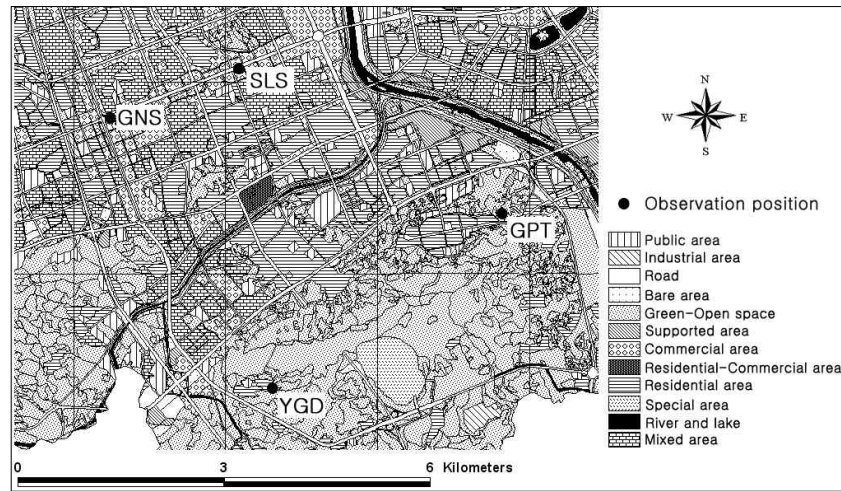 SLS
GNS
GPT
YGD
N
W E
S
Observation position
Public area
Industrial area
Road
Bare area
Green-Open space
Supported area
Commercial area
Residential-Commercial area
Residential area
Special area
River and lake
Mixed area
0 3 6 Kilometers